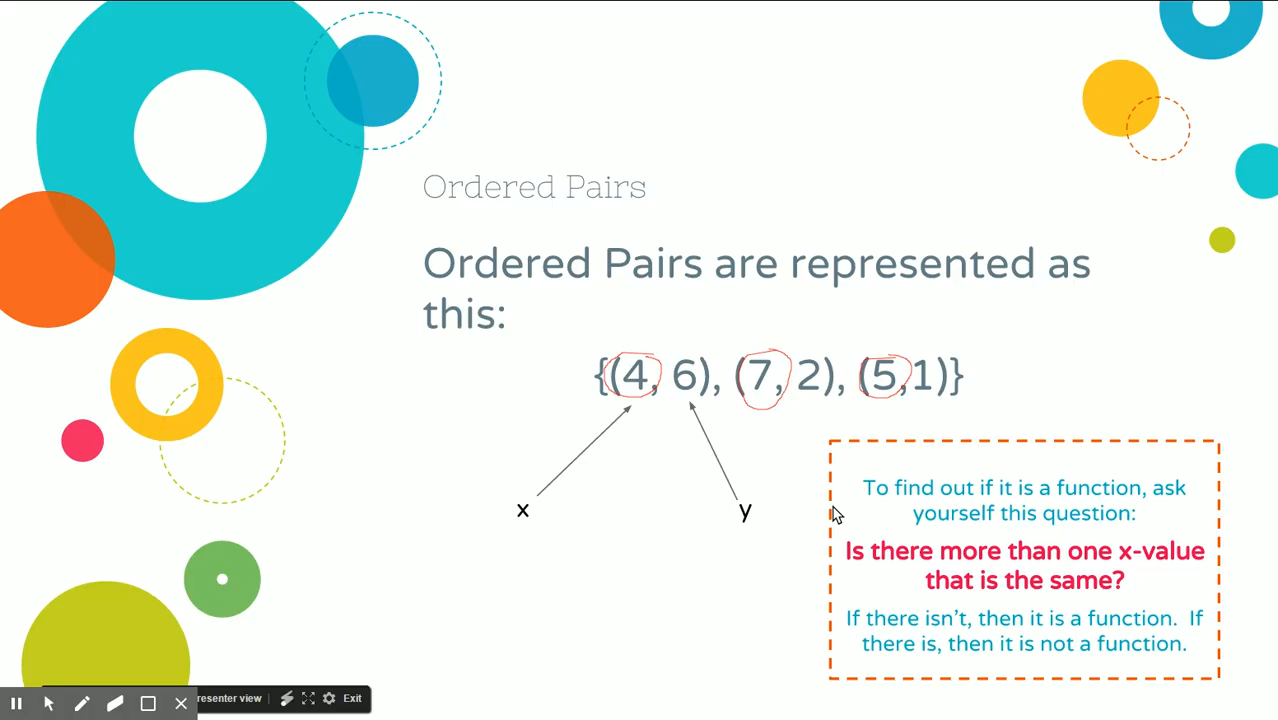 Ordered Pairs
Ordered Pairs are represented as
this:
{(4, 6), (7, 2), (5,1)}
x
y
To find out if it is a function, ask
yourself this question:
Is there more than one x-value
that is the same?
If there isn't, then it is a function. If
there is, then it is not a function.
view
Exit